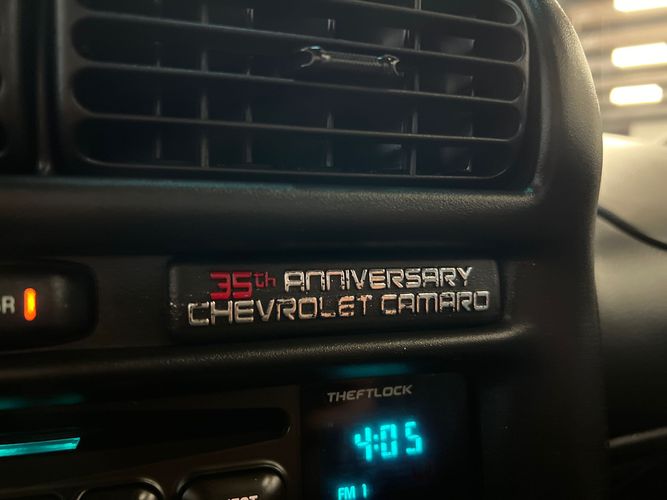 35th ANNIVERSARY
CHEVROLET CAMARO
THEFTLOCK
4:05
FM 1